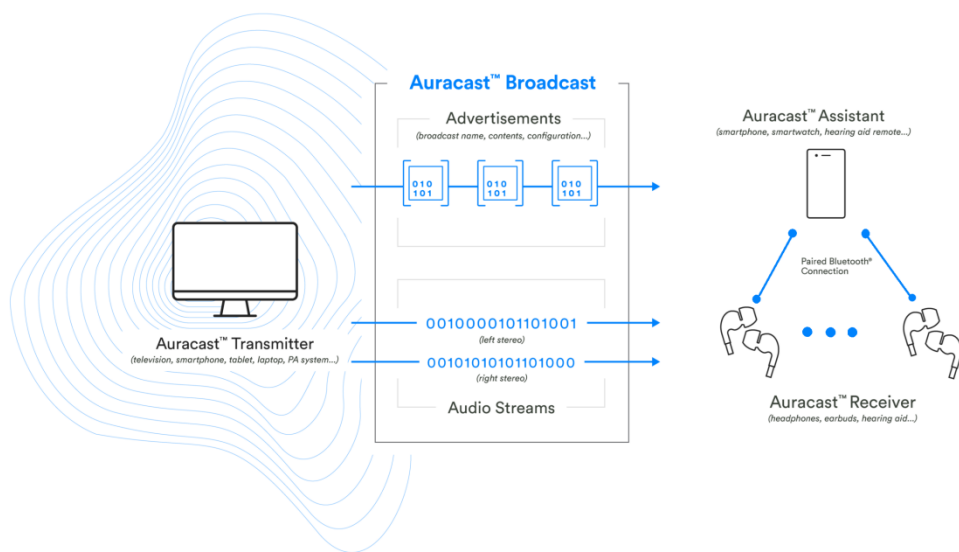 Auracast™ Broadcast
Advertisements
(broadcast name, contents, configuration...)
010
101
010
101
010
101
Auracast™ Transmitter
(television, smartphone, tablet, laptop, PA system...)
0010000101101001
(left stereo)
00101010101101000
(right stereo)
Audio Streams
Auracast™ Assistant
(smartphone, smartwatch, hearing aid remote...)
Paired Bluetooth®
Connection
Auracast™ Receiver
(headphones, earbuds, hearing aid...)